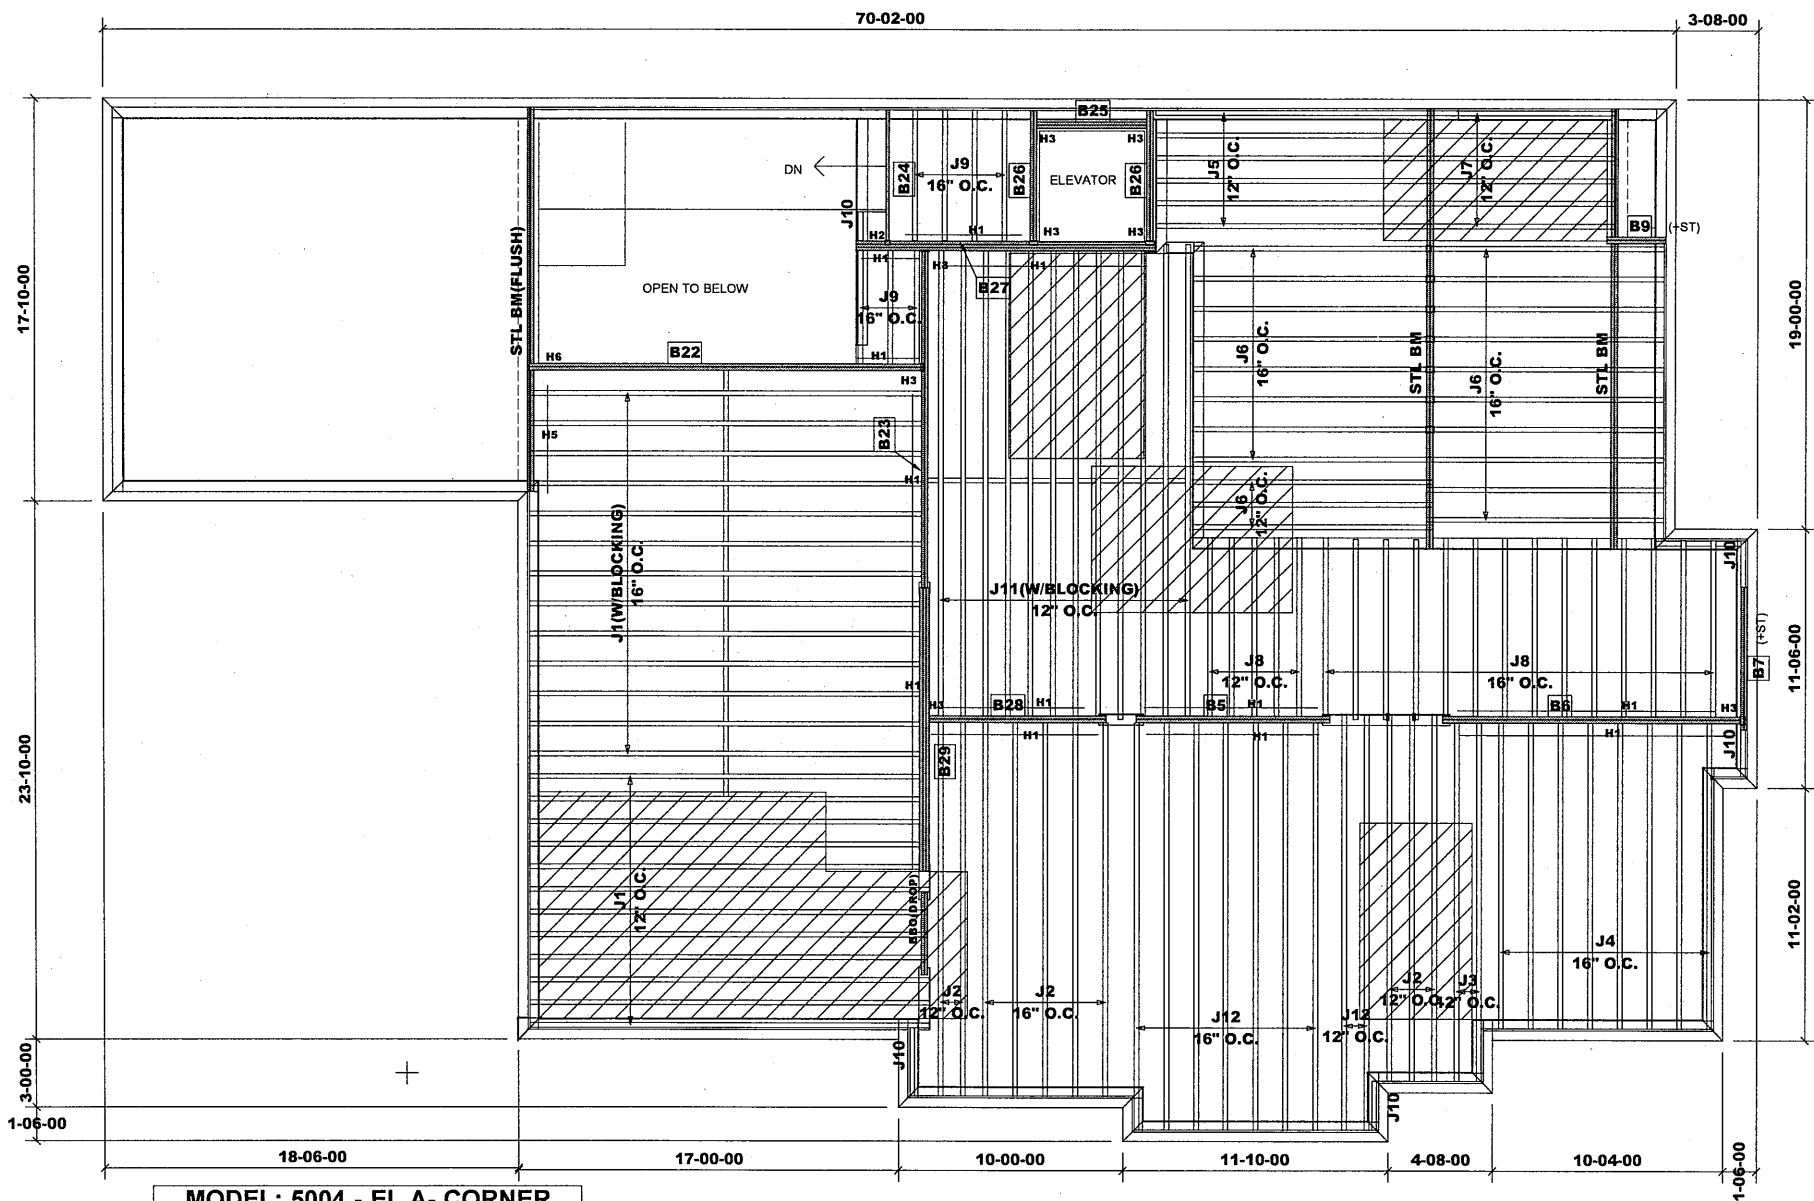 70-02-00
3-08-00
B25
H3
H3
J9
16" O.C.
B24
B26
ELEVATOR
B26
DN
J5
12" O.C.
J7
12" O.C.
J10
H2
H1
H3
H3
B9
(+ST)
STL BM(FLUSH)
17-10-00
OPEN TO BELOW
H1
H3
H1
B27
J9
16" O.C.
19-00-00
H6
B22
H1
H3
J6
16" O.C.
STL BM
J6
16" O.C.
STL BM
H5
B23
H1
J6
12" O.C.
J1(W/BLOCKING)
16" O.C.
J11(W/BLOCKING)
12" O.C.
J10
(+ST)
B7
11-06-00
J8
12" O.C.
J8
16" O.C.
H1
H3
B28
H1
B5
H1
B6
H1
H3
H1
H1
H1
J10
B29
23-10-00
J1
12" O.C.
BBO(DROP)
11-02-00
J4
16" O.C.
J2
12" O.C.
J2
16" O.C.
J2
12" O.C.
J3
12" O.C.
J12
16" O.C.
J12
12" O.C.
J10
J10
3-00-00
1-06-00
18-06-00
17-00-00
10-00-00
11-10-00
4-08-00
10-04-00
1-06-00
MODEL: 5004 - EL A- CORNER